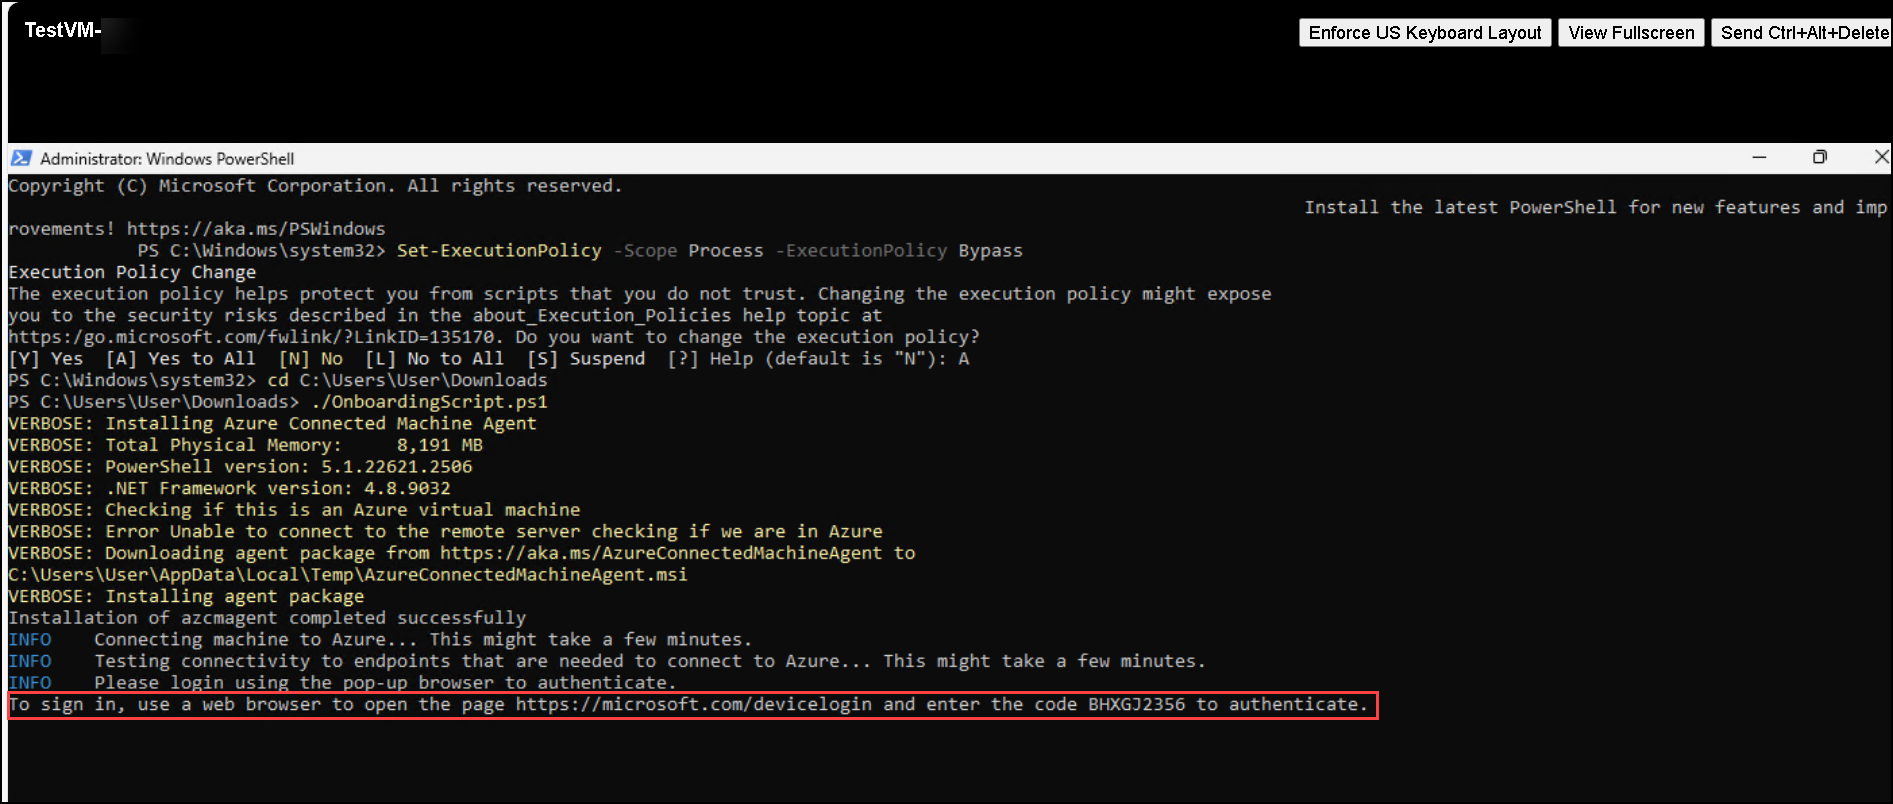 TestVM-
Enforce US Keyboard Layout View Fullscreen Send Ctrl+Alt+Delete
Administrator: Windows PowerShell
Copyright (C) Microsoft Corporation. All rights reserved.
Install the latest PowerShell for new features and imp
rovements! https://aka.ms/PSWindows
PS C:\Windows\system32> Set-ExecutionPolicy -Scope Process -ExecutionPolicy Bypass
Execution Policy Change
The execution policy helps protect you from scripts that you do not trust. Changing the execution policy might expose
you to the security risks described in the about_Execution_Policies help topic at
https:/go.microsoft.com/fwlink/?LinkID=135170. Do you want to change the execution policy?
[Y] Yes  [A] Yes to All  [N] No  [L] No to All  [S] Suspend  [?] Help (default is "N"): A
PS C:\Windows\system32> cd C:\Users\User\Downloads
PS C:\Users\User\Downloads> ./OnboardingScript.ps1
VERBOSE: Installing Azure Connected Machine Agent
VERBOSE: Total Physical Memory:     8,191 MB
VERBOSE: PowerShell version: 5.1.22621.2506
VERBOSE: .NET Framework version: 4.8.9032
VERBOSE: Checking if this is an Azure virtual machine
VERBOSE: Error Unable to connect to the remote server checking if we are in Azure
VERBOSE: Downloading agent package from https://aka.ms/AzureConnectedMachineAgent to
C:\Users\User\AppData\Local\Temp\AzureConnectedMachineAgent.msi
VERBOSE: Installing agent package
Installation of azcmagent completed successfully
INFO    Connecting machine to Azure... This might take a few minutes.
INFO    Testing connectivity to endpoints that are needed to connect to Azure... This might take a few minutes.
INFO    Please login using the pop-up browser to authenticate.
To sign in, use a web browser to open the page https://microsoft.com/devicelogin and enter the code BHXGJ2356 to authenticate.